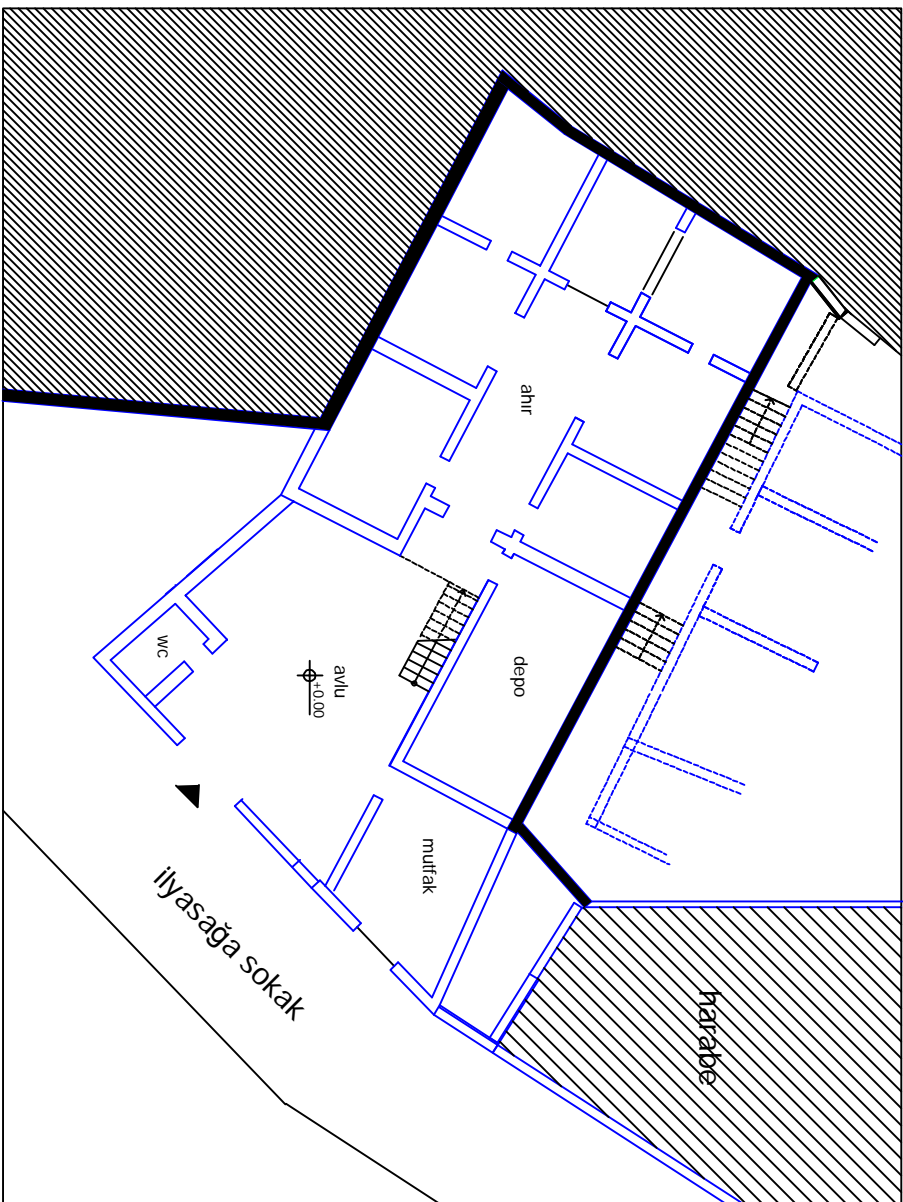 ahır
depo
wc
avlu
+0.00
mutfak
ilyasağa sokak
harabe